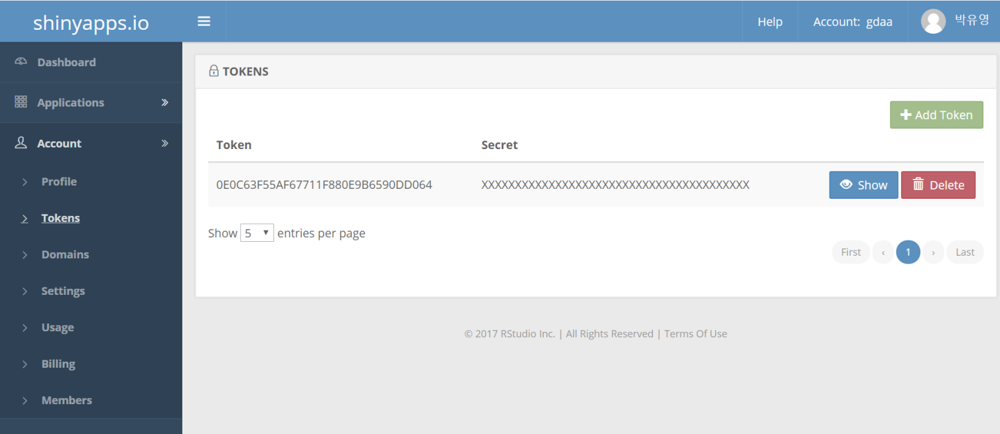 shinyapps.io
Help
Account: gdaa
박유영
Dashboard
Applications
Account
Profile
Tokens
Domains
Settings
Usage
Billing
Members
TOKENS
Add Token
Token Secret
0E0C63F55AF67711F880E9B6590DD064 XXXXXXXXXXXXXXXXXXXXXXXXXXXXXXXXXXXXXXXX Show Delete
Show 5 entries per page
First ‹ 1 › Last
© 2017 RStudio Inc. | All Rights Reserved | Terms Of Use